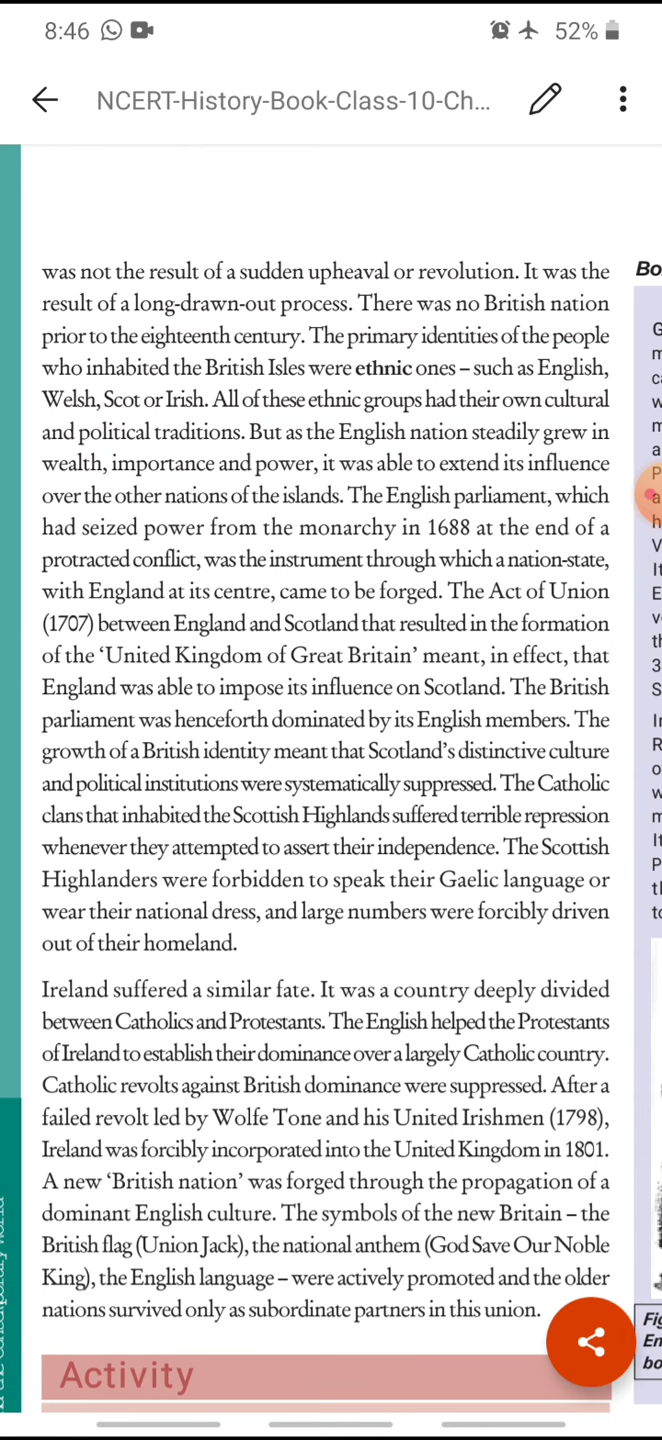 8:46 52%
NCERT-History-Book-Class-10-Ch...
was not the result of a sudden upheaval or revolution. It was the
result of a long-drawn-out process. There was no British nation
prior to the eighteenth century. The primary identities of the people
who inhabited the British Isles were ethnic ones – such as English,
Welsh, Scot or Irish. All of these ethnic groups had their own cultural
and political traditions. But as the English nation steadily grew in
wealth, importance and power, it was able to extend its influence
over the other nations of the islands. The English parliament, which
had seized power from the monarchy in 1688 at the end of a
protracted conflict, was the instrument through which a nation-state,
with England at its centre, came to be forged. The Act of Union
(1707) between England and Scotland that resulted in the formation
of the ‘United Kingdom of Great Britain’ meant, in effect, that
England was able to impose its influence on Scotland. The British
parliament was henceforth dominated by its English members. The
growth of a British identity meant that Scotland’s distinctive culture
and political institutions were systematically suppressed. The Catholic
clans that inhabited the Scottish Highlands suffered terrible repression
whenever they attempted to assert their independence. The Scottish
Highlanders were forbidden to speak their Gaelic language or
wear their national dress, and large numbers were forcibly driven
out of their homeland.
Ireland suffered a similar fate. It was a country deeply divided
between Catholics and Protestants. The English helped the Protestants
of Ireland to establish their dominance over a largely Catholic country.
Catholic revolts against British dominance were suppressed. After a
failed revolt led by Wolfe Tone and his United Irishmen (1798),
Ireland was forcibly incorporated into the United Kingdom in 1801.
A new ‘British nation’ was forged through the propagation of a
dominant English culture. The symbols of the new Britain – the
British flag (Union Jack), the national anthem (God Save Our Noble
King), the English language – were actively promoted and the older
nations survived only as subordinate partners in this union.
Activity